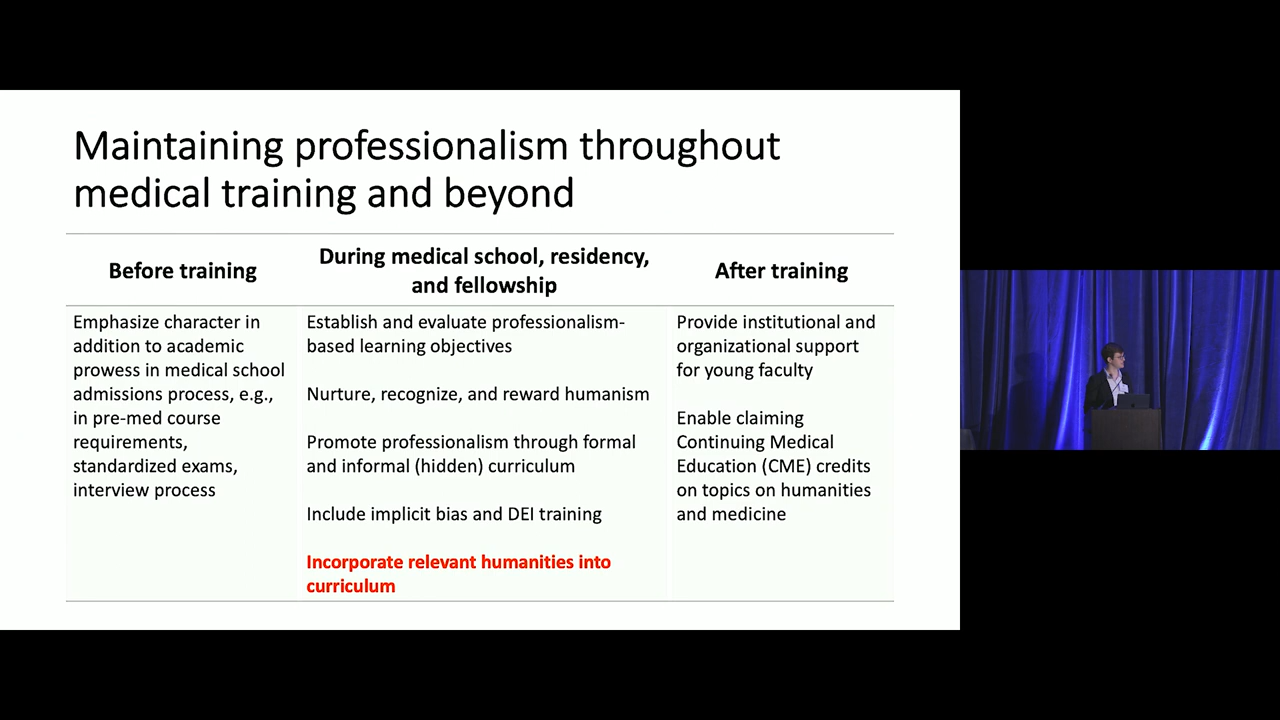 Maintaining professionalism throughout
medical training and beyond
Before training
During medical school, residency,
and fellowship
After training
Emphasize character in
addition to academic
prowess in medical school
admissions process, e.g.,
in pre-med course
requirements,
standardized exams,
interview process
Establish and evaluate professionalism-
based learning objectives
Nurture, recognize, and reward humanism
Promote professionalism through formal
and informal (hidden) curriculum
Include implicit bias and DEI training
Incorporate relevant humanities into
curriculum
Provide institutional and
organizational support
for young faculty
Enable claiming
Continuing Medical
Education (CME) credits
on topics on humanities
and medicine